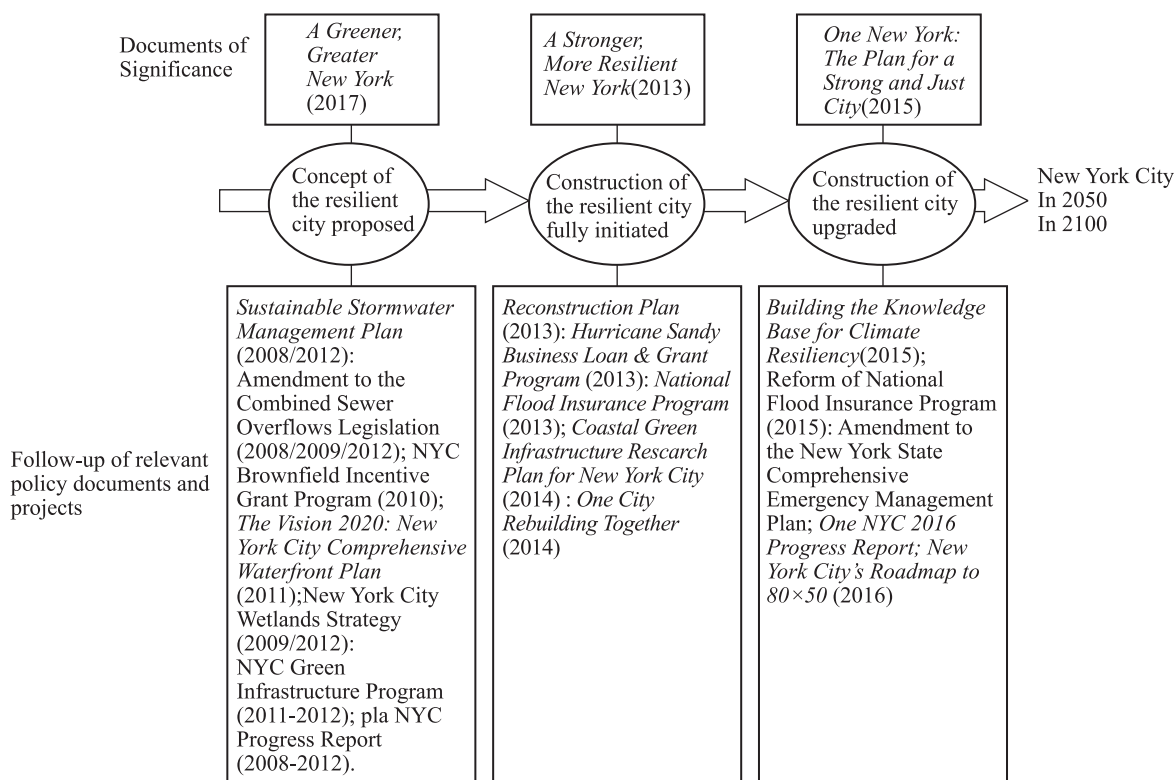 Documents of
Significance
A Greener,
Greater
New York
(2017)
A Stronger,
More Resilient
New York(2013)
One New York:
The Plan for a
Strong and Just
City(2015)
Concept of
the resilient
city proposed
Construction of
the resilient city
fully initiated
Construction of
the resilient city
upgraded
New York City
In 2050
In 2100
Follow-up of relevant
policy documents and
projects
Sustainable Stormwater
Management Plan
(2008/2012):
Amendment to the
Combined Sewer
Overflows Legislation
(2008/2009/2012); NYC
Brownfield Incentive
Grant Program (2010);
The Vision 2020: New
York City Comprehensive
Waterfront Plan
(2011);New York City
Wetlands Strategy
(2009/2012):
NYC Green
Infrastructure Program
(2011-2012); pla NYC
Progress Report
(2008-2012).
Reconstruction Plan
(2013): Hurricane Sandy
Business Loan & Grant
Program (2013): National
Flood Insurance Program
(2013); Coastal Green
Infrastructure Rescarch
Plan for New York City
(2014) : One City
Rebuilding Together
(2014)
Building the Knowledge
Base for Climate
Resiliency(2015);
Reform of National
Flood Insurance Program
(2015): Amendment to
the New York State
Comprehensive
Emergency Management
Plan; One NYC 2016
Progress Report; New
York City's Roadmap to
80×50 (2016)